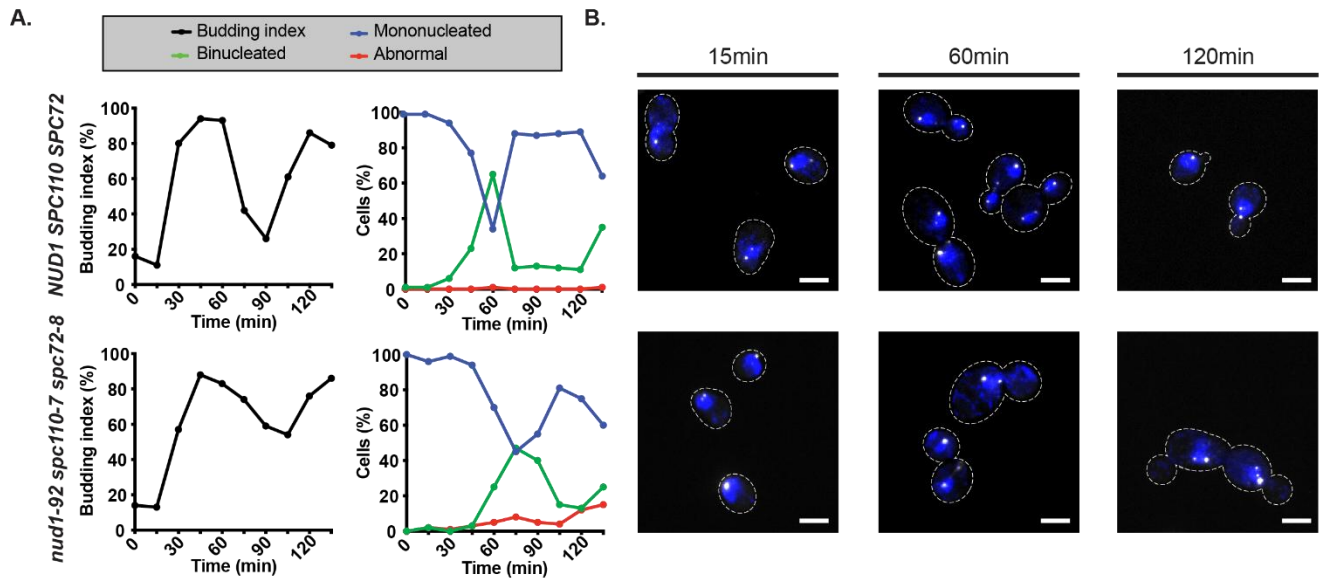 A.
Budding index
Mononucleated
Binucleated
Abnormal
B.
15min
60min
120min
NUD1 SPC110 SPC72
Budding index (%)
100
80
60
40
20
0
0
30
60
90
120
Time (min)
Cells (%)
100
80
60
40
20
0
0
30
60
90
120
Time (min)
nud1-92 spc110-7 spc72-8
Budding index (%)
100
80
60
40
20
0
0
30
60
90
120
Time (min)
Cells (%)
100
80
60
40
20
0
0
30
60
90
120
Time (min)